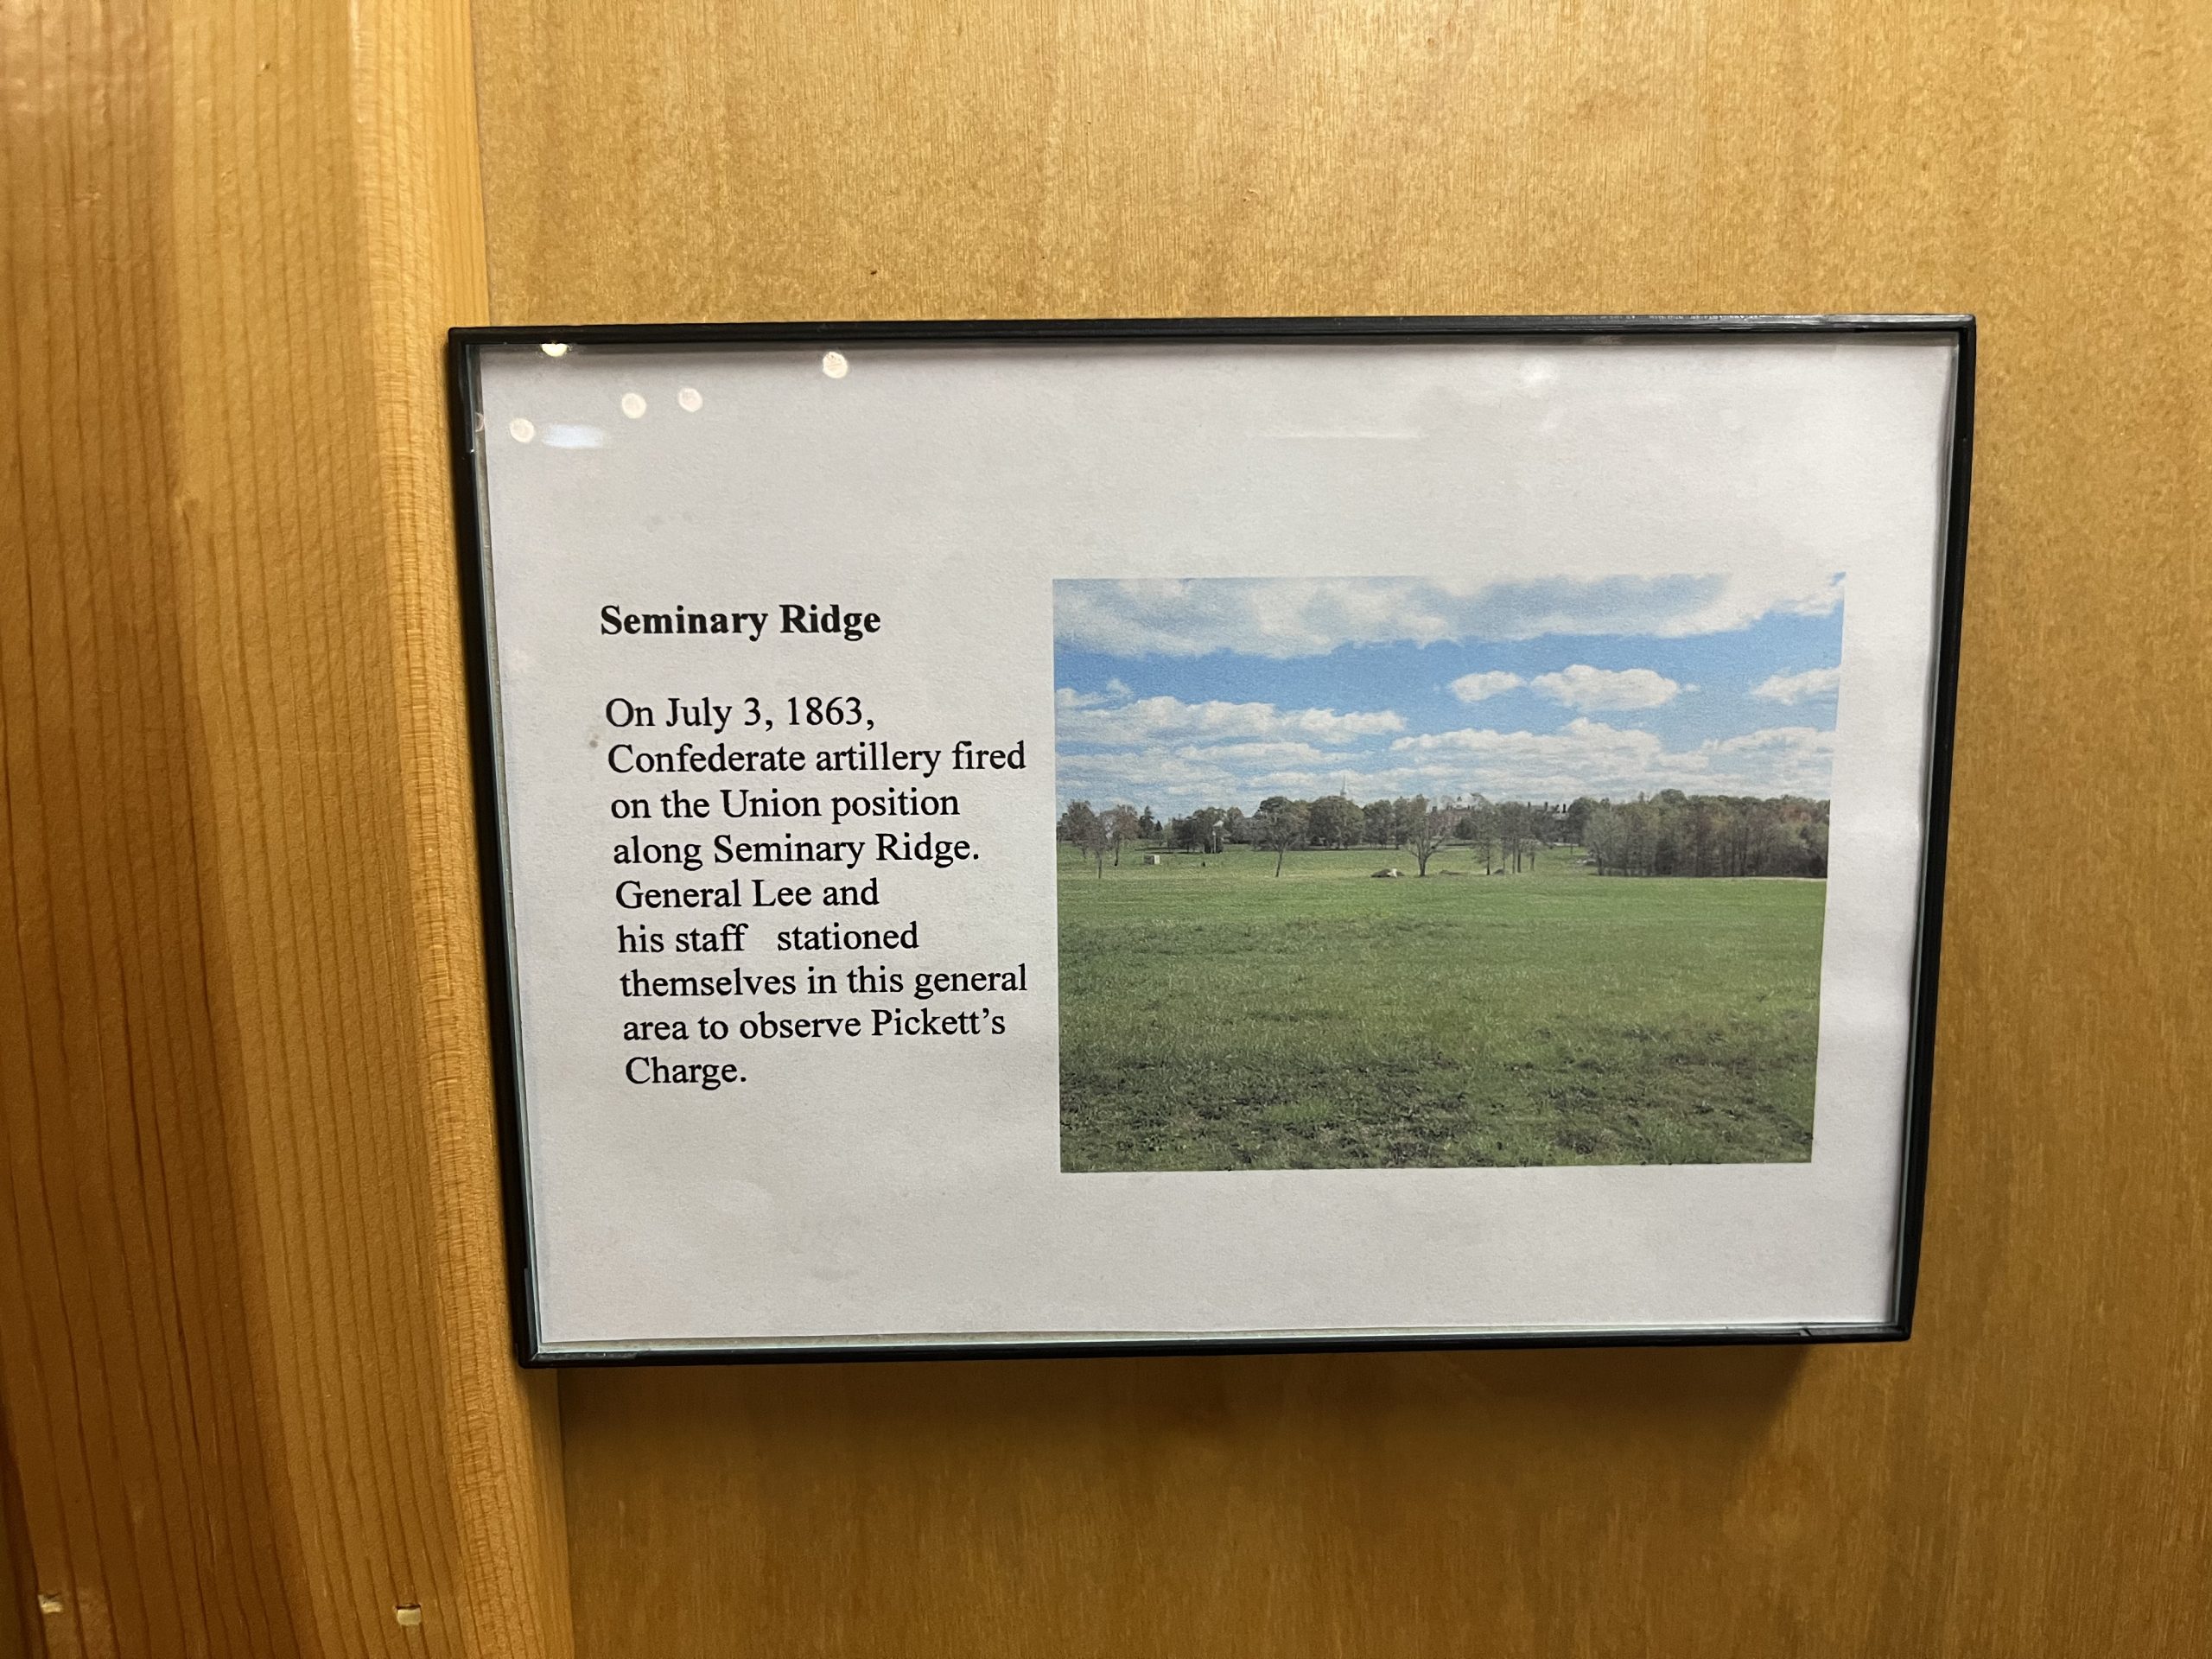 Seminary Ridge
On July 3, 1863,
Confederate artillery fired
on the Union position
along Seminary Ridge.
General Lee and
his staff   stationed
themselves in this general
area to observe Pickett’s
Charge.